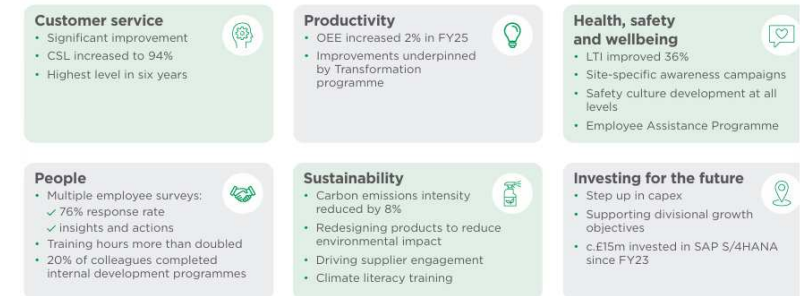 Customer service
• Significant improvement
• CSL increased to 94%
• Highest level in six years
Productivity
• OEE increased 2% in FY25
• Improvements underpinned
by Transformation
programme
Health, safety
and wellbeing
• LTI improved 36%
• Site-specific awareness campaigns
• Safety culture development at all
levels
• Employee Assistance Programme
People
• Multiple employee surveys:
✓ 76% response rate
✓ insights and actions
• Training hours more than doubled
• 20% of colleagues completed
internal development programmes
Sustainability
• Carbon emissions intensity
reduced by 8%
• Redesigning products to reduce
environmental impact
• Driving supplier engagement
• Climate literacy training
Investing for the future
• Step up in capex
• Supporting divisional growth
objectives
• c.£15m invested in SAP S/4HANA
since FY23